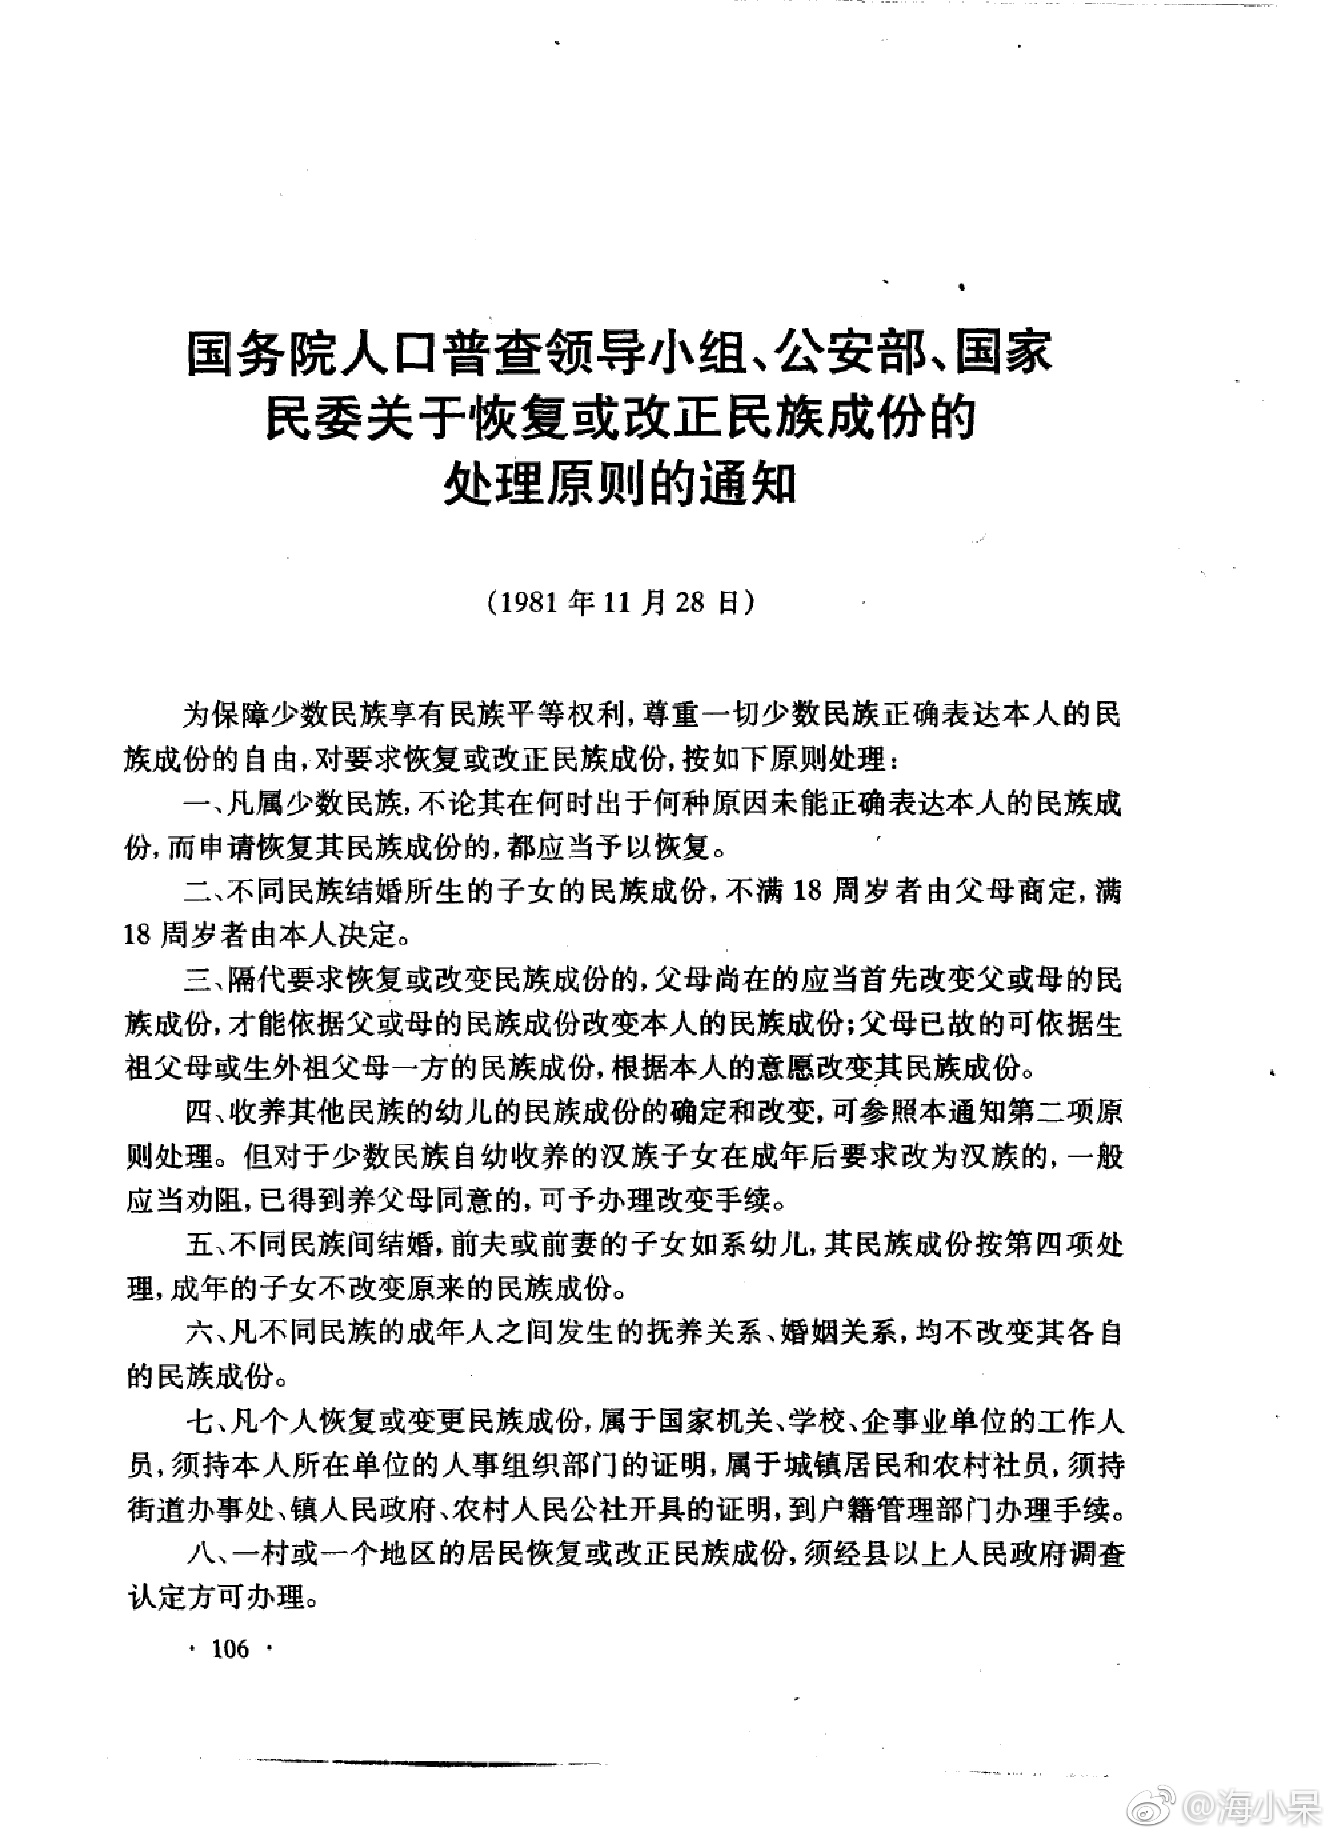 国务院人口普查领导小组、公安部、国家
民委关于恢复或改正民族成份的
处理原则的通知
(1981年11月28日)
为保障少数民族享有民族平等权利,尊重一切少数民族正确表达本人的民
族成份的自由,对要求恢复或改正民族成份,按如下原则处理:
一、凡属少数民族,不论其在何时出于何种原因未能正确表达本人的民族成
份,而申请恢复其民族成份的,都应当予以恢复。
二、不同民族结婚所生的子女的民族成份,不满18周岁者由父母商定,满
18周岁者由本人决定。
三、隔代要求恢复或改变民族成份的,父母尚在的应当首先改变父或母的民
族成份,才能依据父或母的民族成份改变本人的民族成份;父母已故的可依据生
祖父母或生外祖父母一方的民族成份,根据本人的意愿改变其民族成份。
四、收养其他民族的幼儿的民族成份的确定和改变,可参照本通知第二项原
则处理。但对于少数民族自幼收养的汉族子女在成年后要求改为汉族的,一般
应当劝阻,已得到养父母同意的,可予办理改变手续。
五、不同民族间结婚,前夫或前妻的子女如系幼儿,其民族成份按第四项处
理,成年的子女不改变原来的民族成份。
六、凡不同民族的成年人之间发生的抚养关系、婚姻关系,均不改变其各自
的民族成份。
七、凡个人恢复或变更民族成份,属于国家机关、学校、企事业单位的工作人
员,须持本人所在单位的人事组织部门的证明,属于城镇居民和农村社员,须持
街道办事处、镇人民政府、农村人民公社开具的证明,到户籍管理部门办理手续。
八、一村或一个地区的居民恢复或改正民族成份,须经县以上人民政府调查
认定方可办理。
· 106 ·
@海小呆